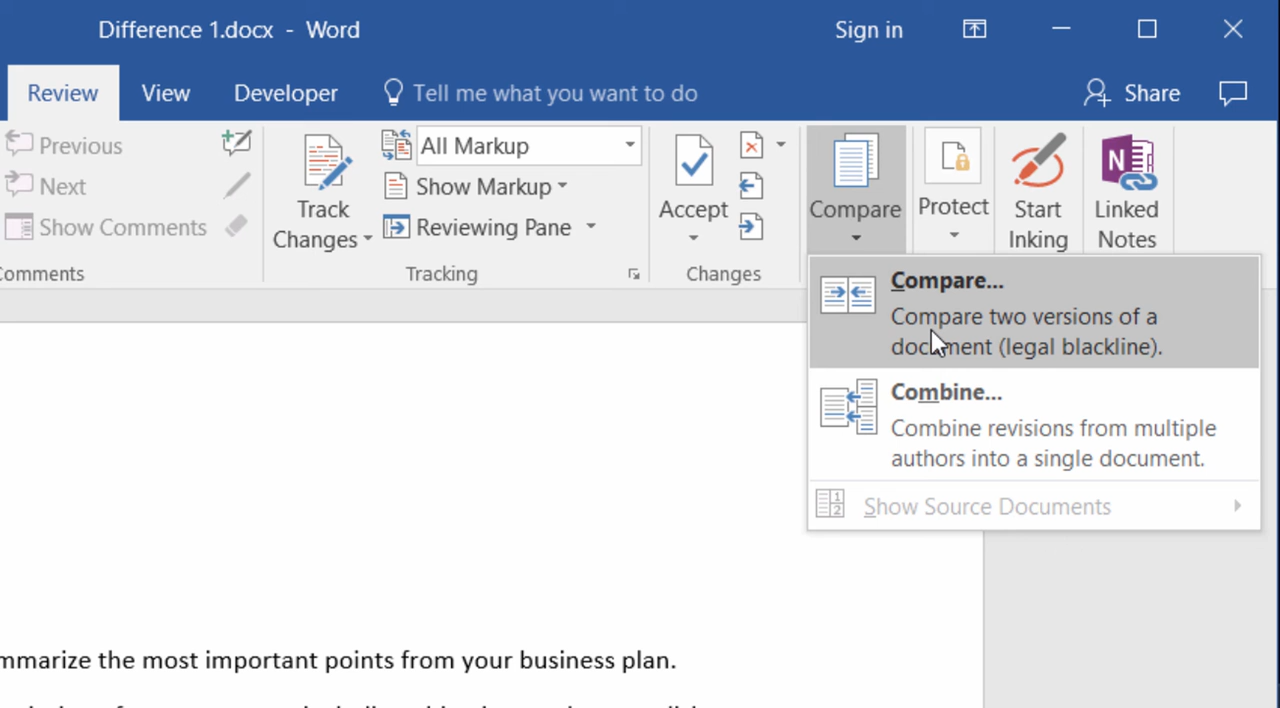 Difference 1.docx - Word
Sign in
Review
View
Developer
Tell me what you want to do
Share
Previous
Next
Show Comments
omments
Track
Changes
All Markup
Show Markup
Reviewing Pane
Tracking
Accept
Changes
Compare
Protect
Start
Inking
N
Linked
Notes
Compare...
Compare two versions of a
document (legal blackline).
Combine...
Combine revisions from multiple
authors into a single document.
1
2
Show Source Documents
mmarize the most important points from your business plan.